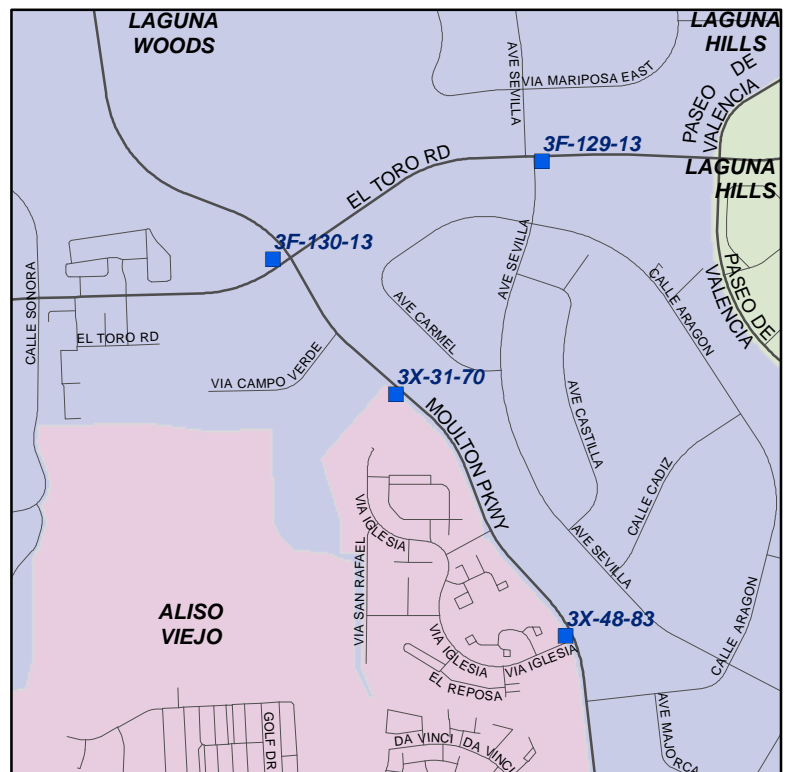 LAGUNA
WOODS
LAGUNA
HILLS
AVE SEVILLA
VIA MARIPOSA EAST
PASEO DE
VALENCIA
3F-129-13
EL TORO RD
LAGUNA
HILLS
3F-130-13
AVE SEVILLA
CALLE SONORA
CALLE ARAGON
PASEO DE
VALENCIA
AVE CARMEL
EL TORO RD
VIA CAMPO VERDE
3X-31-70
MOULTON PKWY
AVE CASTILLA
CALLE CADIZ
VIA IGLESIA
VIA SAN RAFAEL
AVE SEVILLA
CALLE ARAGON
ALISO
VIEJO
3X-48-83
VIA IGLESIA
VIA IGLESIA
EL REPOSA
GOLF DR
DA VINCI
DA VINCI
AVE MAJORCA